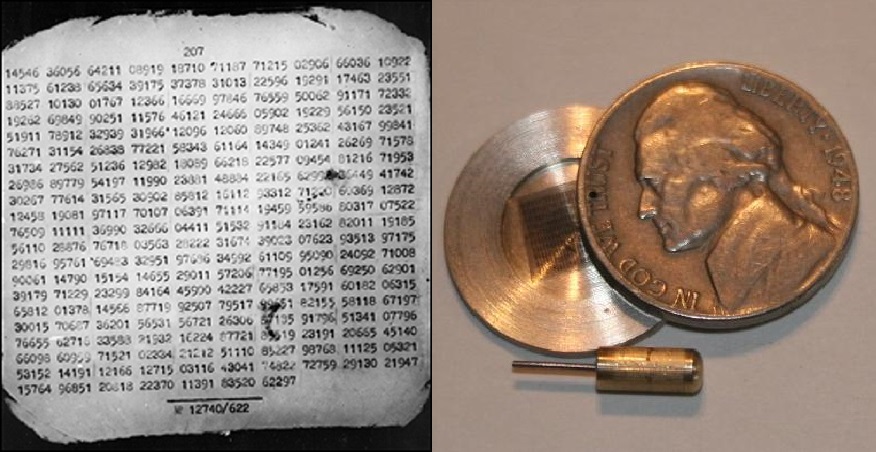 207
14546 36056 64211 08919 18710 71187 71215 02906 66036 10922
11375 61238 65634 39175 37378 31013 22596 19291 17463 23551
88527 10130 01767 12366 16669 97846 76559 50062 91171 72332
19262 69849 90251 11576 46121 24666 05902 19229 56150 23521
51911 78912 32939 31966 12096 12060 89748 25362 43167 99841
76271 31154 26838 77221 58343 61164 14349 01241 26269 71578
31734 27562 51236 12982 18089 66218 22577 09454 81216 71953
26986 89779 54197 11990 23881 48884 22165 36449 41742
30267 77614 31565 30902 85812 16112 93312 71220 60369 12872
12458 19081 97117 70107 06391 71114 19459 59586 80317 07522
76509 11111 36990 32666 04411 51532 91184 23162 82011 19185
56110 28876 76718 03563 28222 31674 39023 07623 93513 97175
29816 95761 69483 32951 97686 34992 61109 95090 24092 71008
90061 14790 15154 14655 29011 57206 77195 01256 69250 62901
39179 71229 23299 84164 45900 42227 65853 17591 60182 06315
65812 01378 14566 87719 92507 79517 82155 58118 67197
30015 70687 36201 56531 56721 26306 91796 51341 07796
76655 62716 33588 21932 16224 87721 23191 20665 45140
66098 60959 71521 02334 21212 51110 85227 98768 11125 05321
53152 14191 12166 12715 03116 43041 74822 72759 29130 21947
15764 96851 20818 22370 11391 83520 62297
№ 12740/622
LIBERTY · 1948
IN GOD WE TRUST